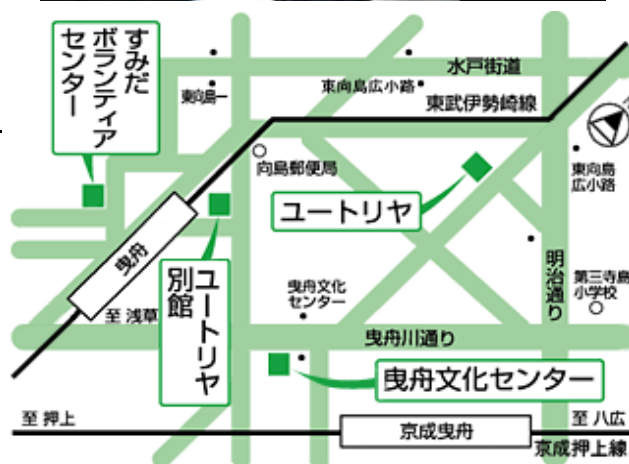 すみだ
ボランティア
センター
東向島一
水戸街道
東向島広小路
東武伊勢崎線
向島郵便局
ユートリヤ
東向島
広小路
曳舟
至 浅草
ユートリヤ
別館
曳舟文化
センター
明治通り
第三寺島
小学校
曳舟川通り
曳舟文化センター
至 押上
京成曳舟
至 八広
京成押上線